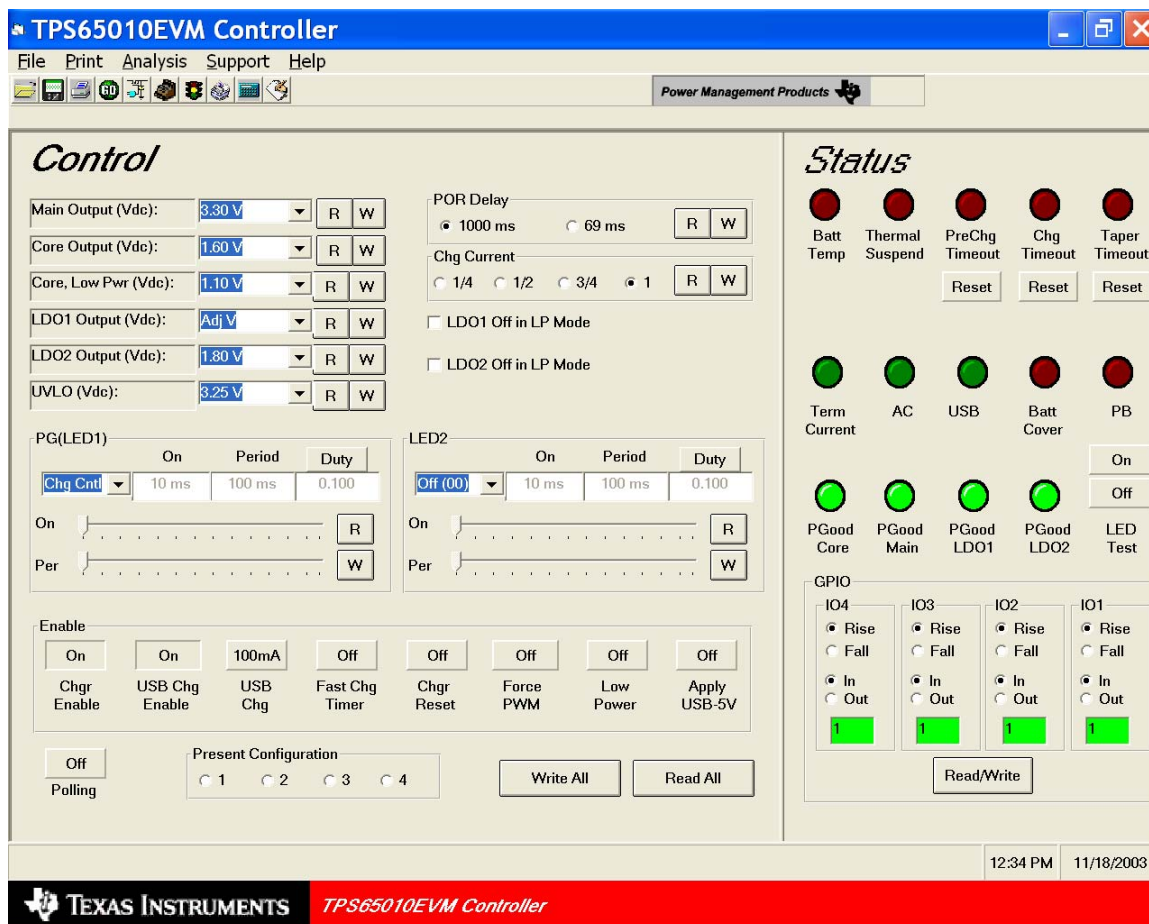 TPS65010EVM Controller
File Print Analysis Support Help
GO
Power Management Products
Control
Main Output (Vdc): 3.30 V R W
Core Output (Vdc): 1.60 V R W
Core, Low Pwr (Vdc): 1.10 V R W
LDO1 Output (Vdc): Adj V R W
LDO2 Output (Vdc): 1.80 V R W
UVLO (Vdc): 3.25 V R W
POR Delay
1000 ms 69 ms R W
Chg Current
1/4 1/2 3/4 1 R W
LDO1 Off in LP Mode
LDO2 Off in LP Mode
PG(LED1)
On Period Duty
Chg Cntl 10 ms 100 ms 0.100
On R
Per W
LED2
On Period Duty
Off (00) 10 ms 100 ms 0.100
On R
Per W
Enable
On On 100mA Off Off Off Off Off
Chgr USB Chg USB Fast Chg Chgr Force Low Apply
Enable Enable Chg Timer Reset PWM Power USB-5V
Off
Polling
Present Configuration
1 2 3 4
Write All Read All
Status
Batt Thermal PreChg Chg Taper
Temp Suspend Timeout Timeout Timeout
Reset Reset Reset
Term AC USB Batt PB
Current Cover
On
Off
PGood PGood PGood PGood LED
Core Main LDO1 LDO2 Test
GPIO
IO4 IO3 IO2 IO1
Rise Rise Rise Rise
Fall Fall Fall Fall
In In In In
Out Out Out Out
1 1 1 1
Read/Write
12:34 PM 11/18/2003
TEXAS INSTRUMENTS TPS65010EVM Controller